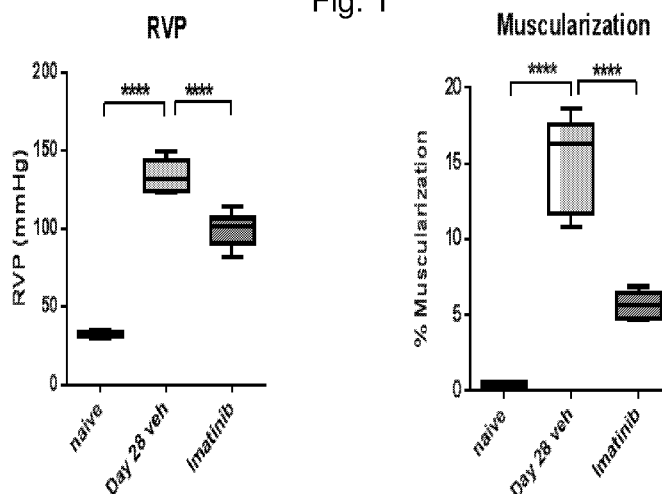 Fig. 1
RVP
RVP (mmHg)
200
150
100
50
0
**** ****
naive
Day 28 veh
Imatinib
Muscularization
% Muscularization
20
15
10
5
0
**** ****
naive
Day 28 veh
Imatinib